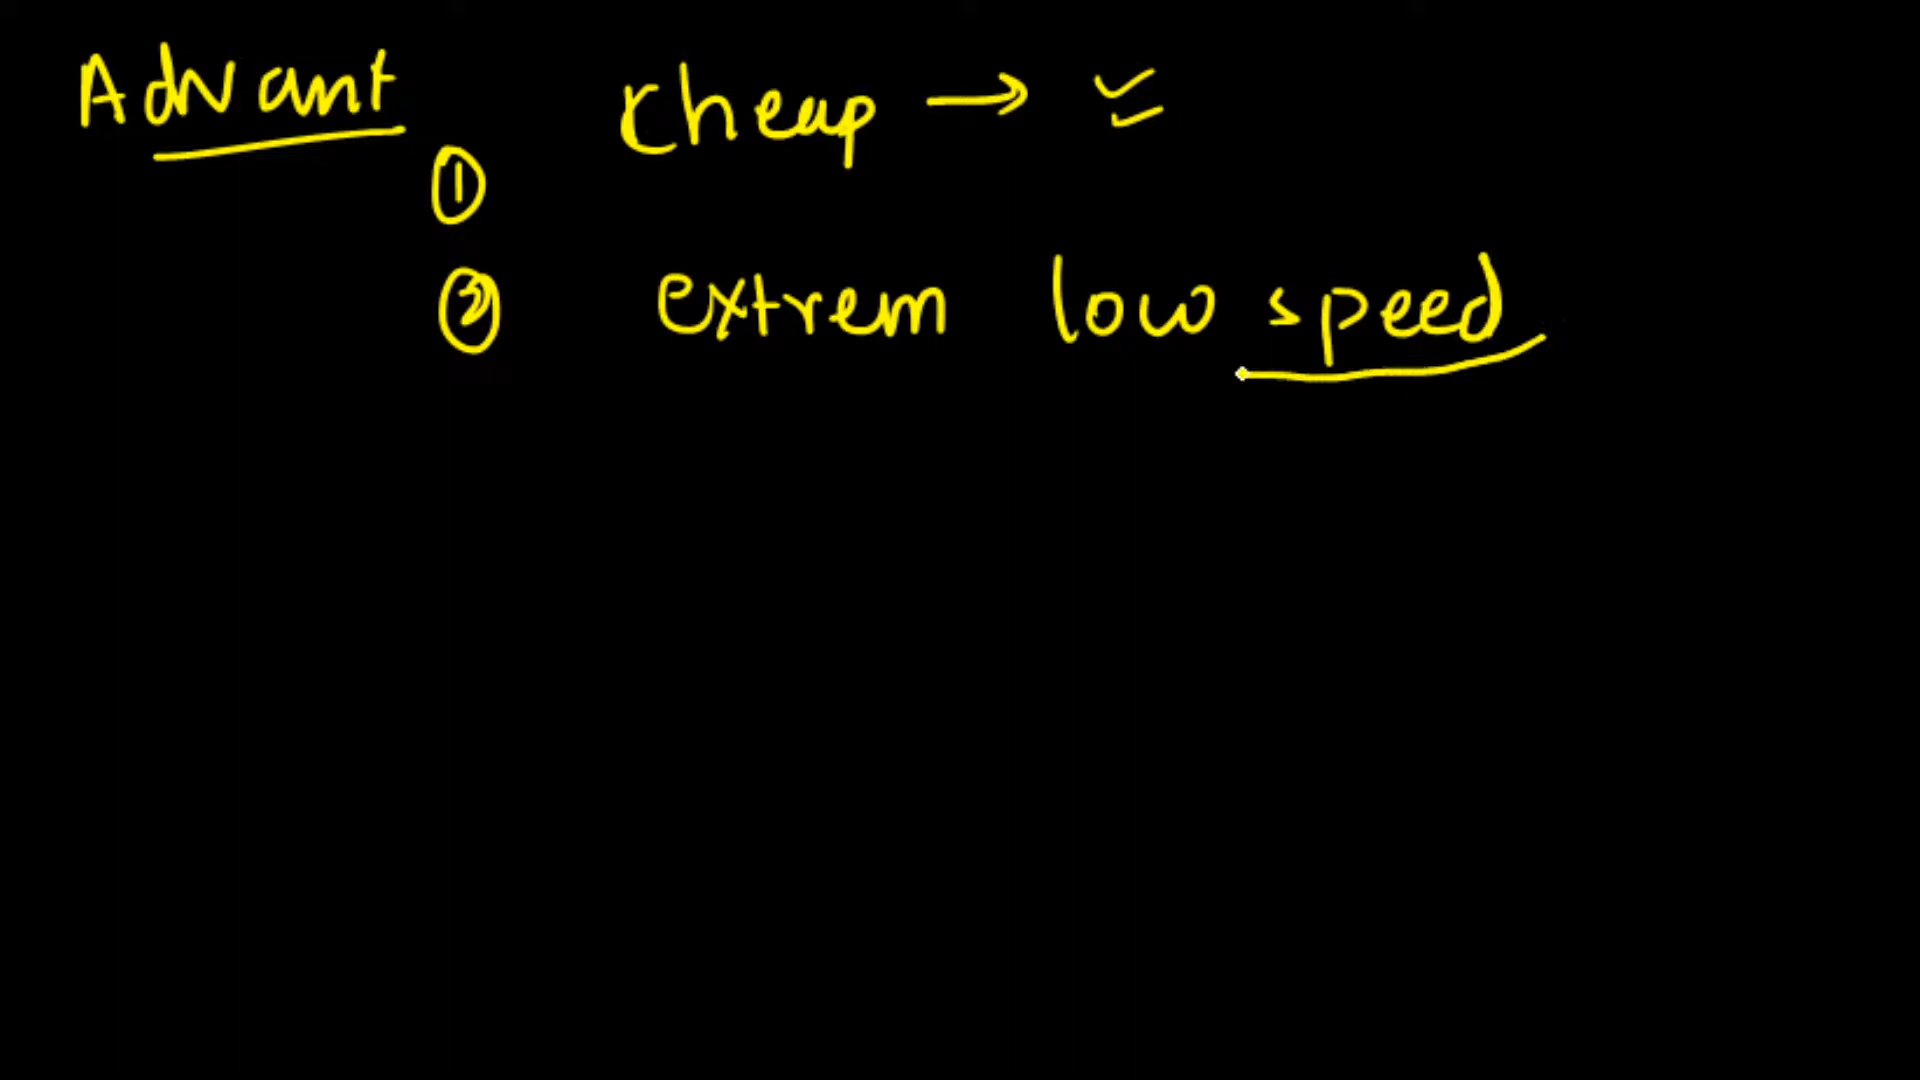 Advant
① cheap →
② extrem low speed